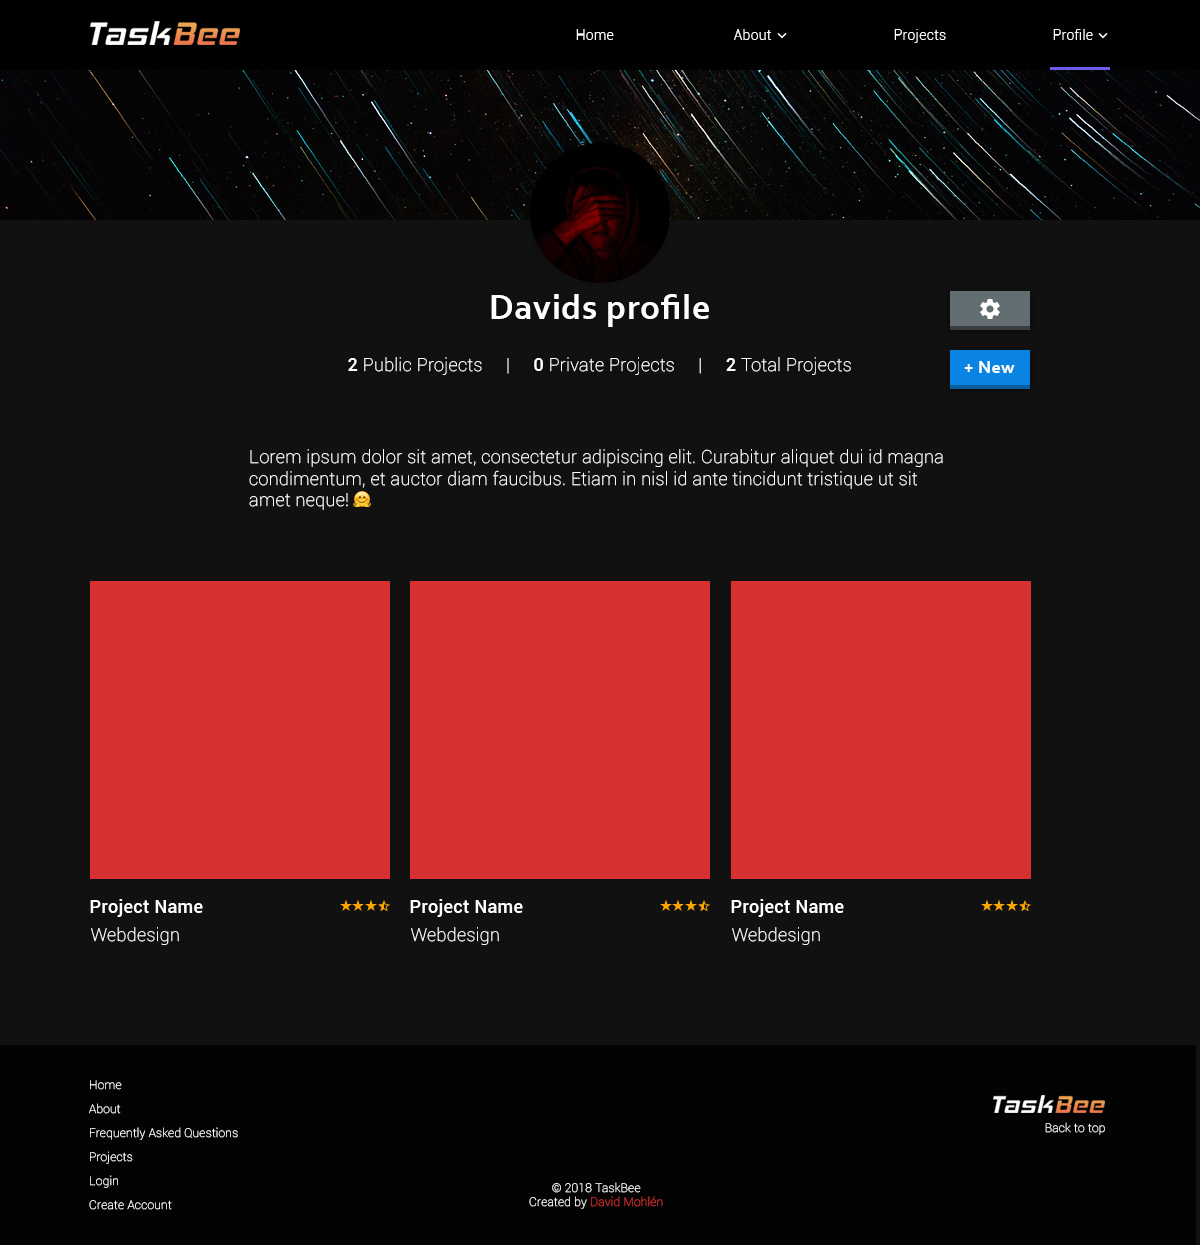 TaskBee
Home About Projects Profile
Davids profile
2 Public Projects | 0 Private Projects | 2 Total Projects
+ New
Lorem ipsum dolor sit amet, consectetur adipiscing elit. Curabitur aliquet dui id magna
condimentum, et auctor diam faucibus. Etiam in nisl id ante tincidunt tristique ut sit
amet neque! 🤗
Project Name
Webdesign
Project Name
Webdesign
Project Name
Webdesign
Home
About
Frequently Asked Questions
Projects
Login
Create Account
© 2018 TaskBee
Created by David Mohlén
TaskBee
Back to top